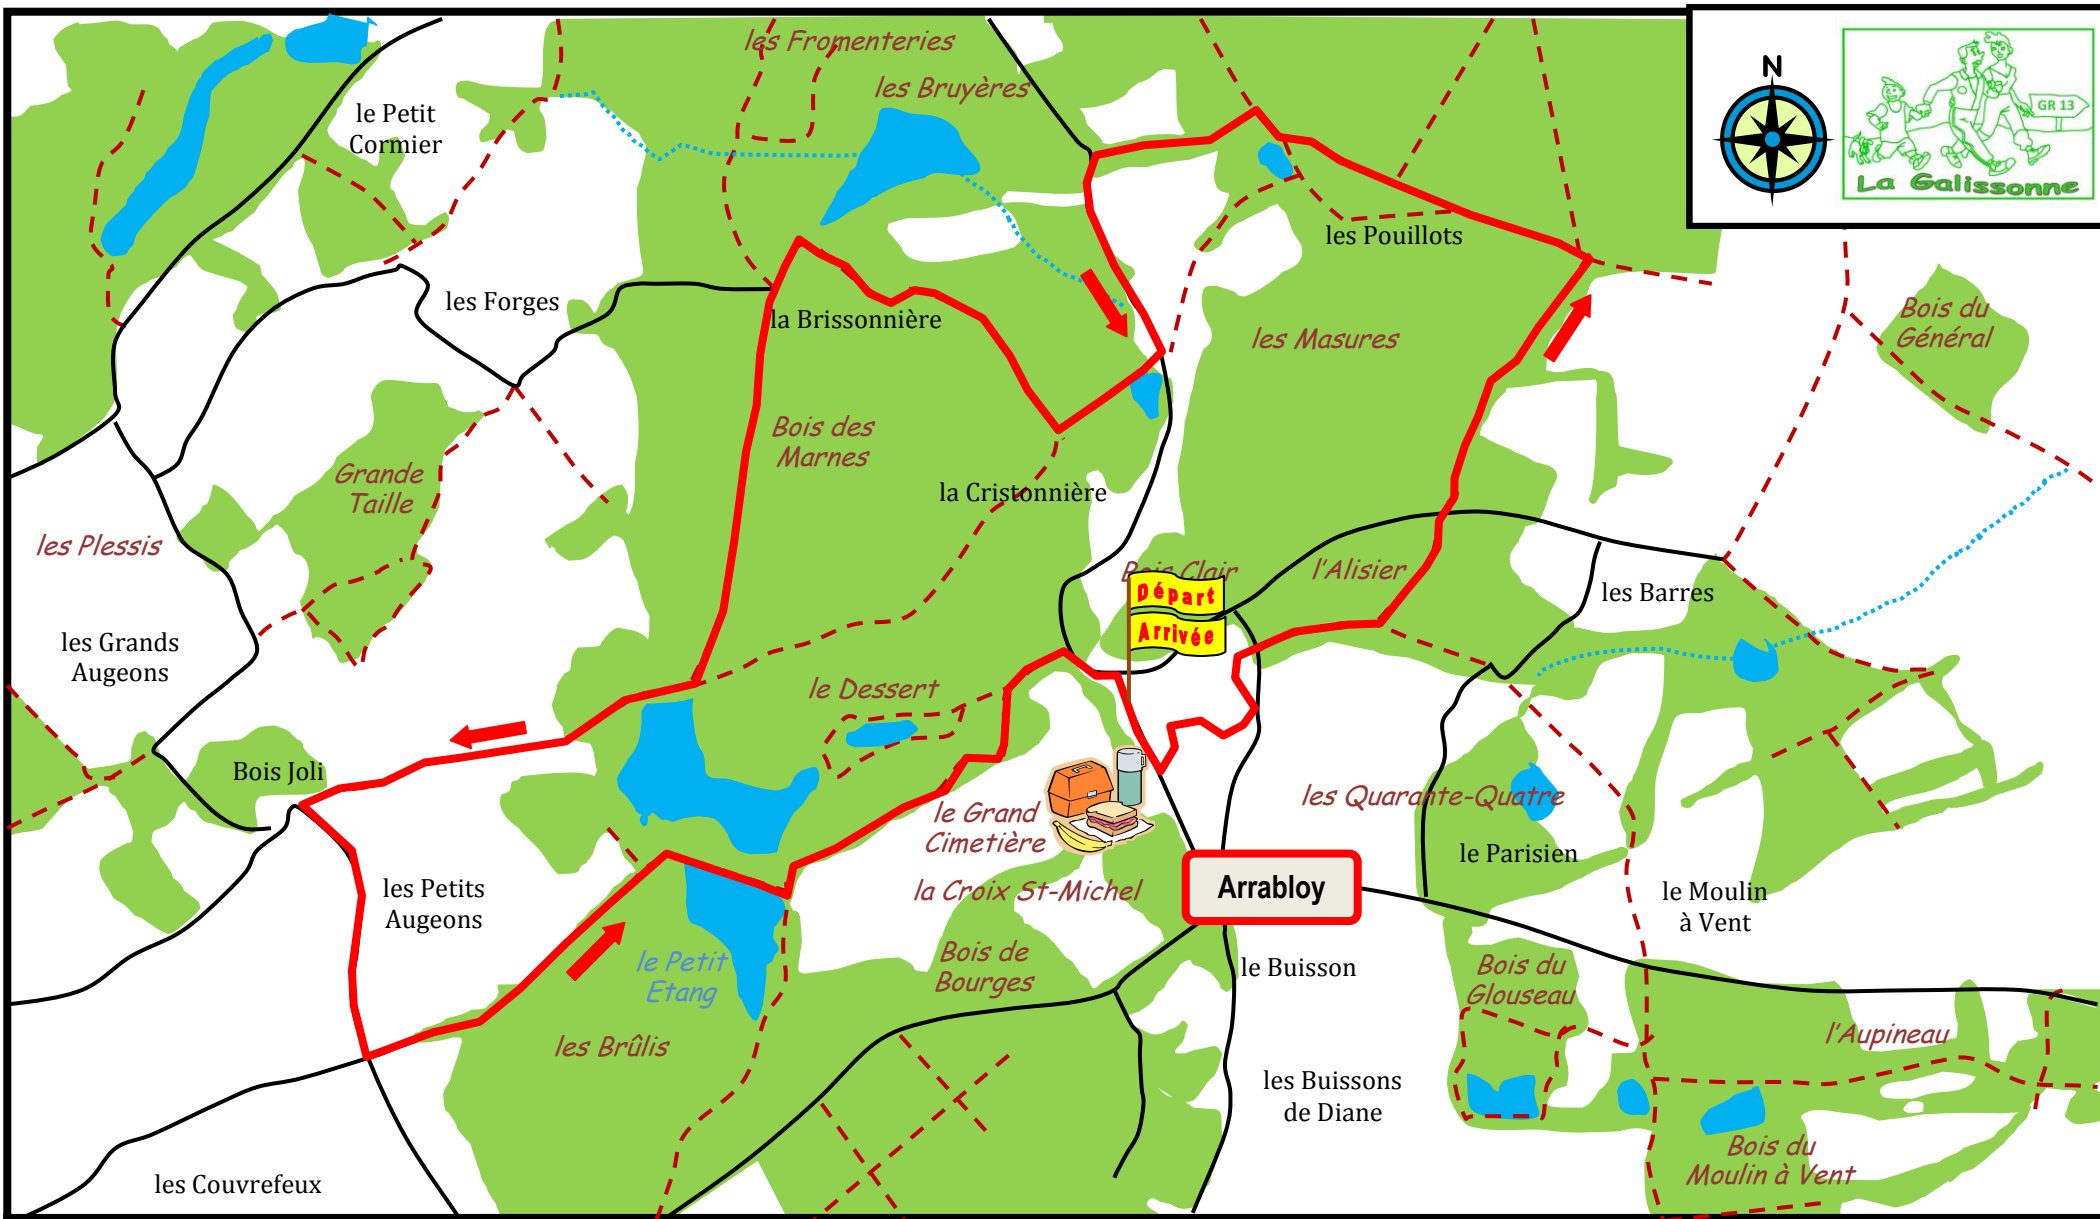 les Fromenteries
les Bruyères
le Petit
Cormier
N
GR 13
La Galissonne
les Pouillots
les Forges
la Brissonnière
les Masures
Bois du
Général
Bois des
Marnes
Grande
Taille
la Cristonnière
les Plessis
Bois Clair
l'Alisier
Départ
Arrivée
les Barres
les Grands
Augeons
le Dessert
Bois Joli
les Quarante-Quatre
le Grand
Cimetière
le Parisien
les Petits
Augeons
la Croix St-Michel
Arrabloy
le Moulin
à Vent
le Petit
Etang
Bois de
Bourges
le Buisson
Bois du
Glouseau
les Brûlis
l'Aupineau
les Buissons
de Diane
Bois du
Moulin à Vent
les Couvrefeux